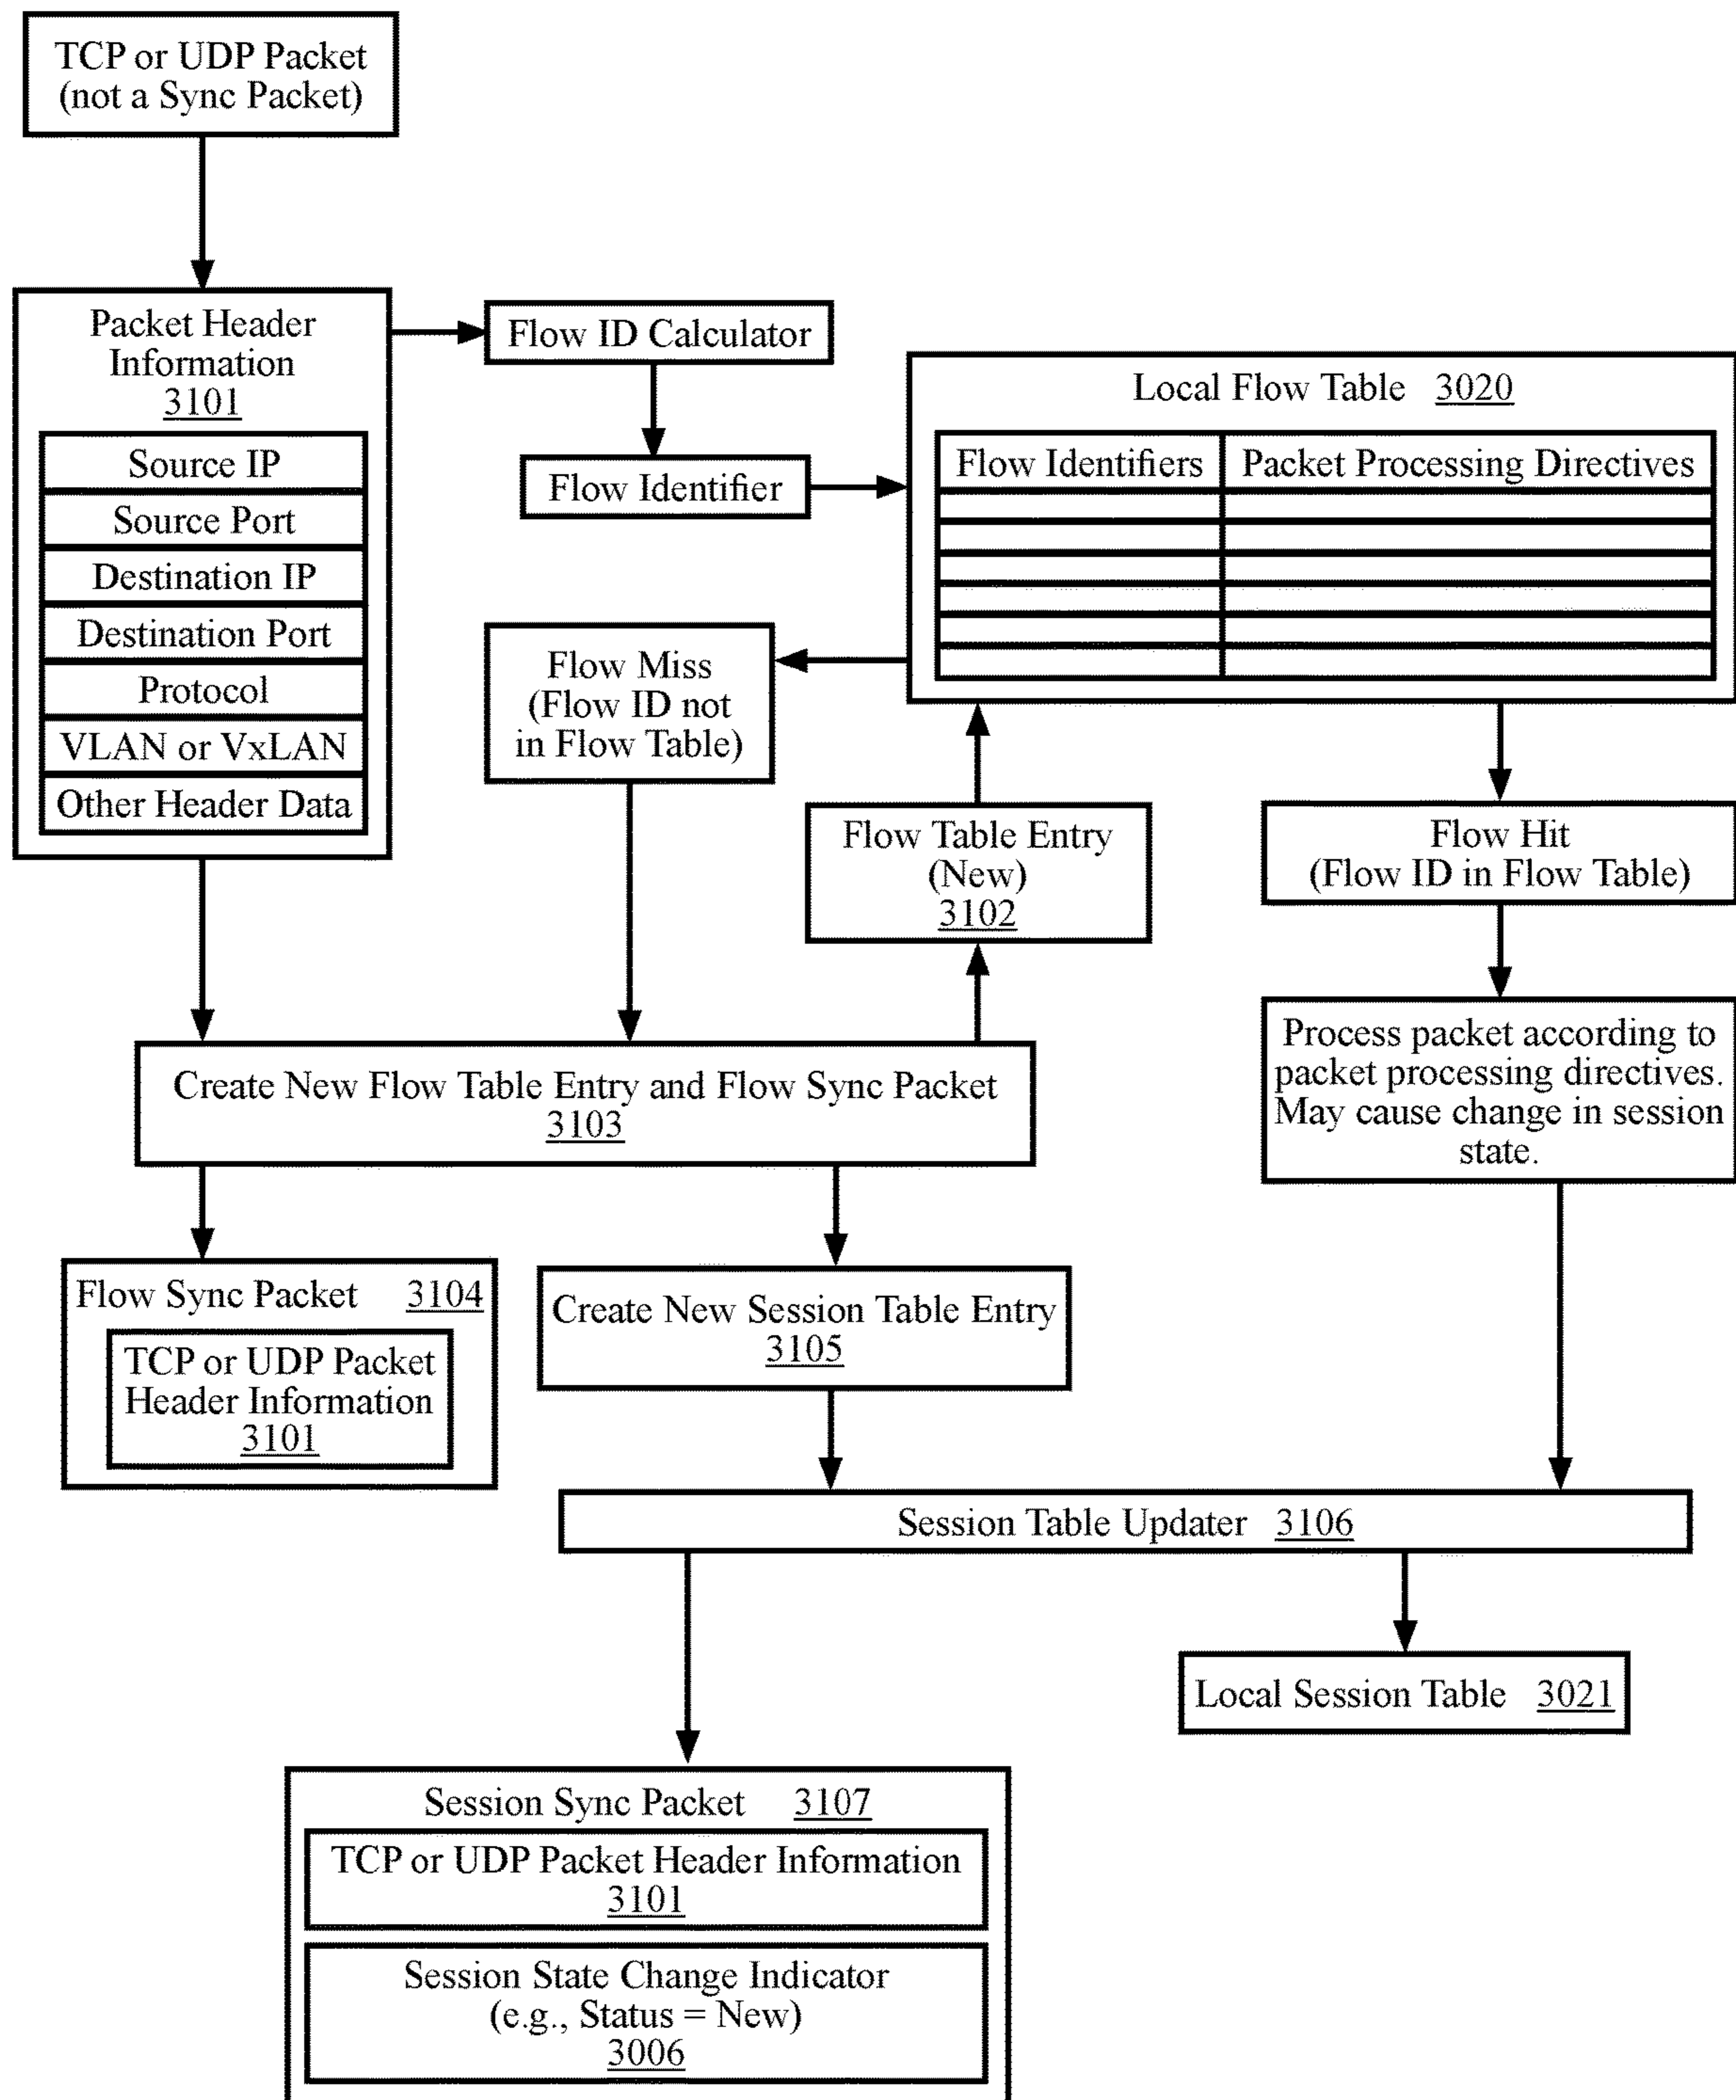 TCP or UDP Packet
(not a Sync Packet)
Packet Header
Information
3101
Source IP
Source Port
Destination IP
Destination Port
Protocol
VLAN or VxLAN
Other Header Data
Flow ID Calculator
Flow Identifier
Local Flow Table 3020
Flow Identifiers Packet Processing Directives
Flow Miss
(Flow ID not
in Flow Table)
Flow Table Entry
(New)
3102
Flow Hit
(Flow ID in Flow Table)
Process packet according to
packet processing directives.
May cause change in session
state.
Create New Flow Table Entry and Flow Sync Packet
3103
Flow Sync Packet 3104
TCP or UDP Packet
Header Information
3101
Create New Session Table Entry
3105
Session Table Updater 3106
Local Session Table 3021
Session Sync Packet 3107
TCP or UDP Packet Header Information
3101
Session State Change Indicator
(e.g., Status = New)
3006